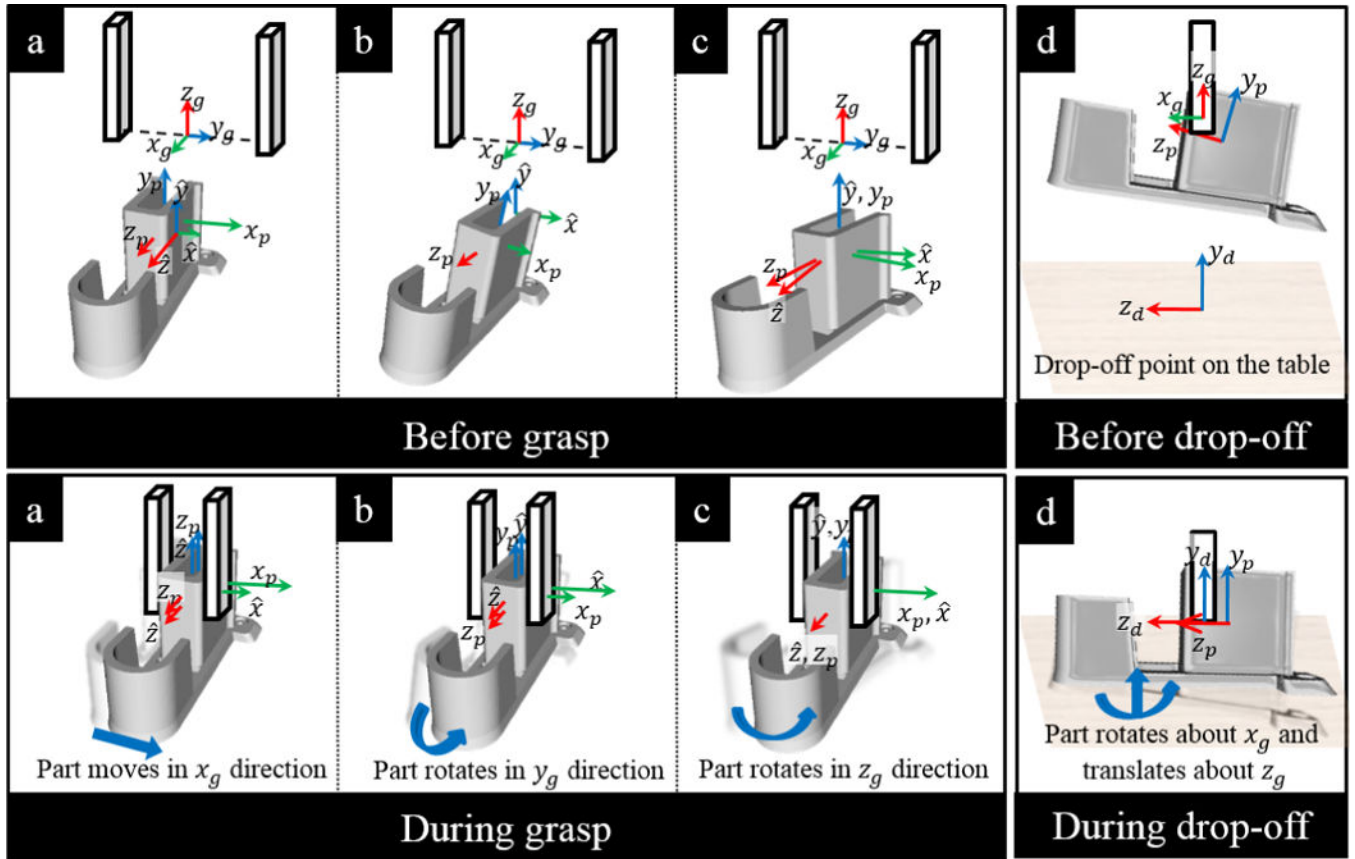 a
z_g
y_g
x_g
y_p
ŷ
x_p
z_p
x̂
ẑ
b
z_g
y_g
x_g
ŷ
y_p
x̂
z_p
x_p
c
z_g
y_g
x_g
ŷ, y_p
x̂
z_p
x_p
ẑ
Before grasp
d
z_g
y_p
x_g
z_p
y_d
z_d
Drop-off point on the table
Before drop-off
a
z_p
ẑ
x_p
z_p
x̂
ẑ
Part moves in x_g direction
b
y_p ŷ
x̂
ẑ
x_p
z_p
Part rotates in y_g direction
c
ŷ, y
x_p, x̂
ẑ, z_p
Part rotates in z_g direction
During grasp
d
y_d y_p
z_d
z_p
Part rotates about x_g and
translates about z_g
During drop-off